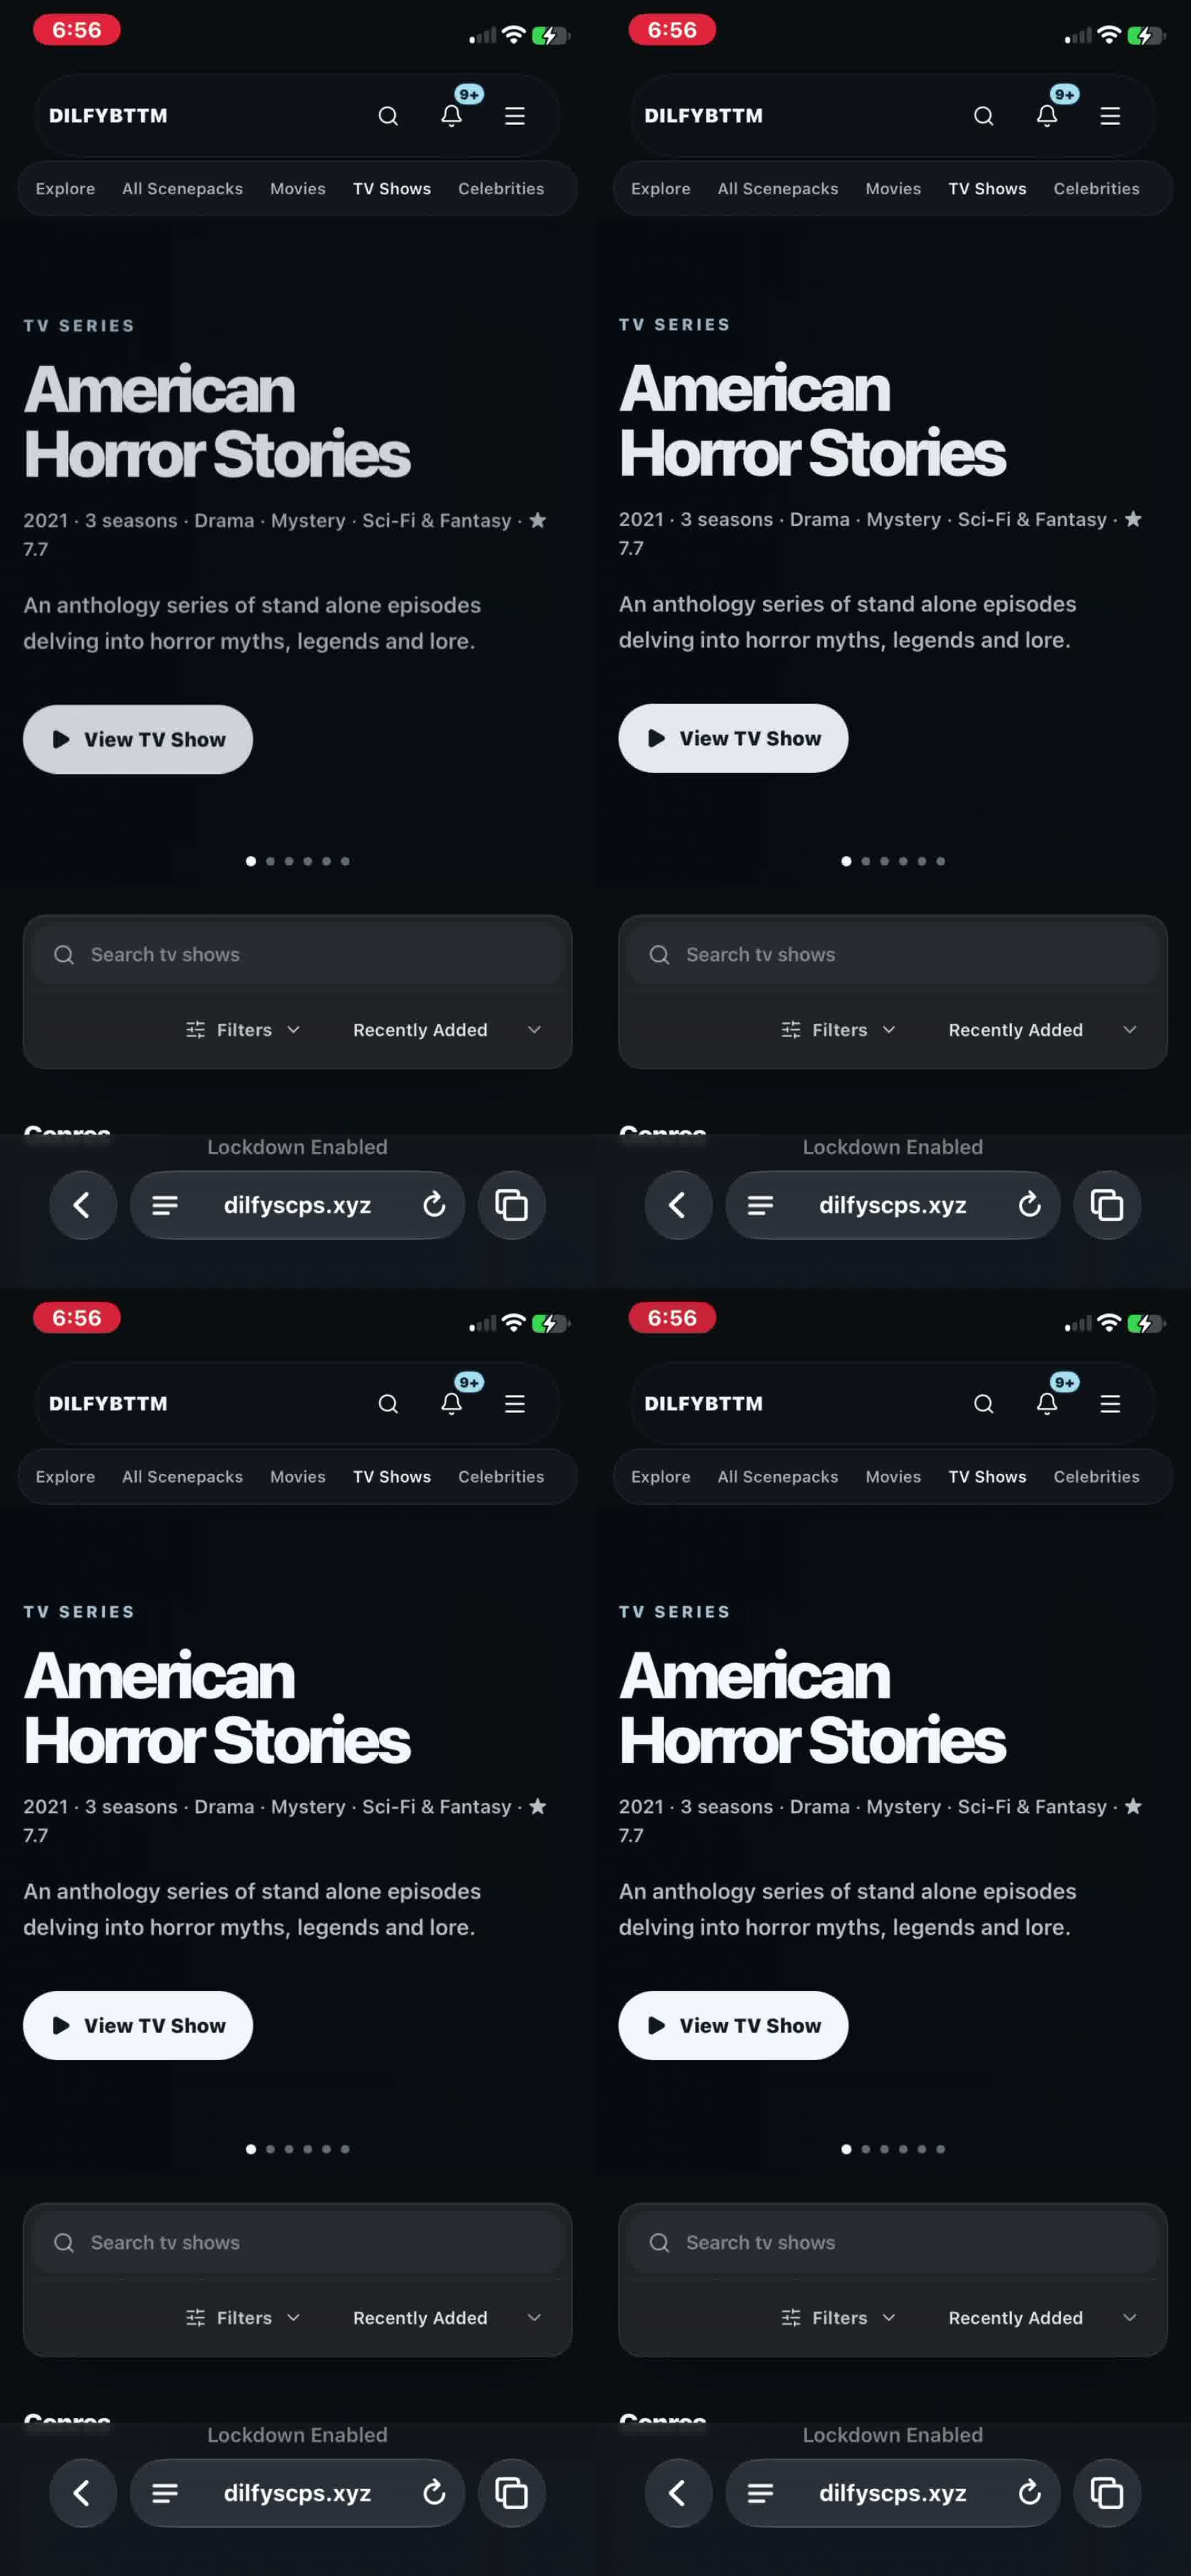 6:56
DILFYBTTM
9+
Explore All Scenepacks Movies TV Shows Celebrities
TV SERIES
American
Horror Stories
2021 · 3 seasons · Drama · Mystery · Sci-Fi & Fantasy · ★
7.7
An anthology series of stand alone episodes
delving into horror myths, legends and lore.
View TV Show
Search tv shows
Filters Recently Added
Genres
Lockdown Enabled
dilfyscps.xyz
6:56
DILFYBTTM
9+
Explore All Scenepacks Movies TV Shows Celebrities
TV SERIES
American
Horror Stories
2021 · 3 seasons · Drama · Mystery · Sci-Fi & Fantasy · ★
7.7
An anthology series of stand alone episodes
delving into horror myths, legends and lore.
View TV Show
Search tv shows
Filters Recently Added
Genres
Lockdown Enabled
dilfyscps.xyz
6:56
DILFYBTTM
9+
Explore All Scenepacks Movies TV Shows Celebrities
TV SERIES
American
Horror Stories
2021 · 3 seasons · Drama · Mystery · Sci-Fi & Fantasy · ★
7.7
An anthology series of stand alone episodes
delving into horror myths, legends and lore.
View TV Show
Search tv shows
Filters Recently Added
Genres
Lockdown Enabled
dilfyscps.xyz
6:56
DILFYBTTM
9+
Explore All Scenepacks Movies TV Shows Celebrities
TV SERIES
American
Horror Stories
2021 · 3 seasons · Drama · Mystery · Sci-Fi & Fantasy · ★
7.7
An anthology series of stand alone episodes
delving into horror myths, legends and lore.
View TV Show
Search tv shows
Filters Recently Added
Genres
Lockdown Enabled
dilfyscps.xyz